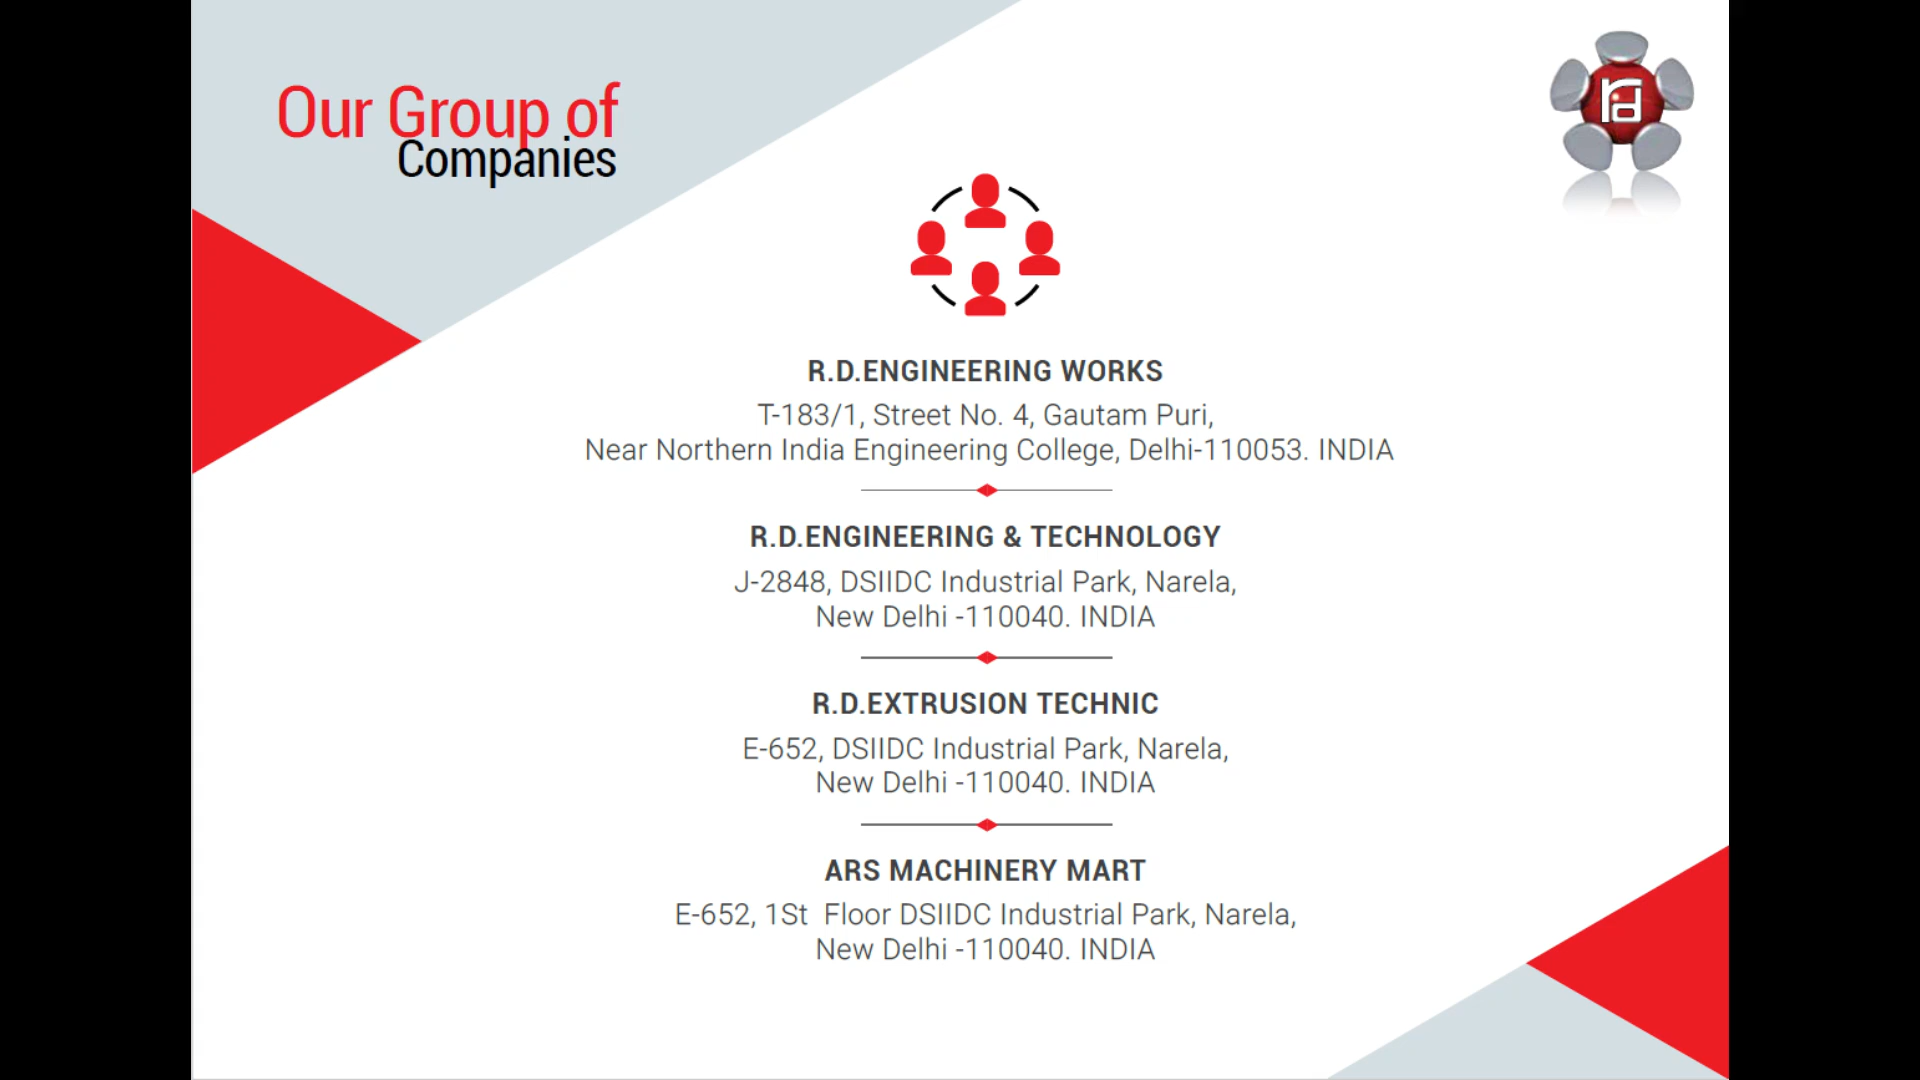 Our Group of
Companies
rd
R.D.ENGINEERING WORKS
T-183/1, Street No. 4, Gautam Puri,
Near Northern India Engineering College, Delhi-110053. INDIA
R.D.ENGINEERING & TECHNOLOGY
J-2848, DSIIDC Industrial Park, Narela,
New Delhi -110040. INDIA
R.D.EXTRUSION TECHNIC
E-652, DSIIDC Industrial Park, Narela,
New Delhi -110040. INDIA
ARS MACHINERY MART
E-652, 1St  Floor DSIIDC Industrial Park, Narela,
New Delhi -110040. INDIA